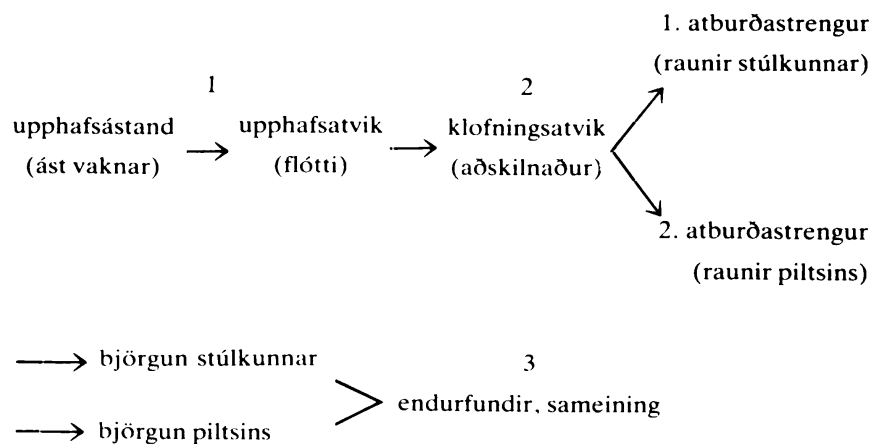 1. atburðastrengur
(raunir stúlkunnar)
1
2
upphafsástand
(ást vaknar)
upphafsatvik
(flótti)
klofningsatvik
(aðskilnaður)
2. atburðastrengur
(raunir piltsins)
björgun stúlkunnar
3
endurfundir, sameining
björgun piltsins